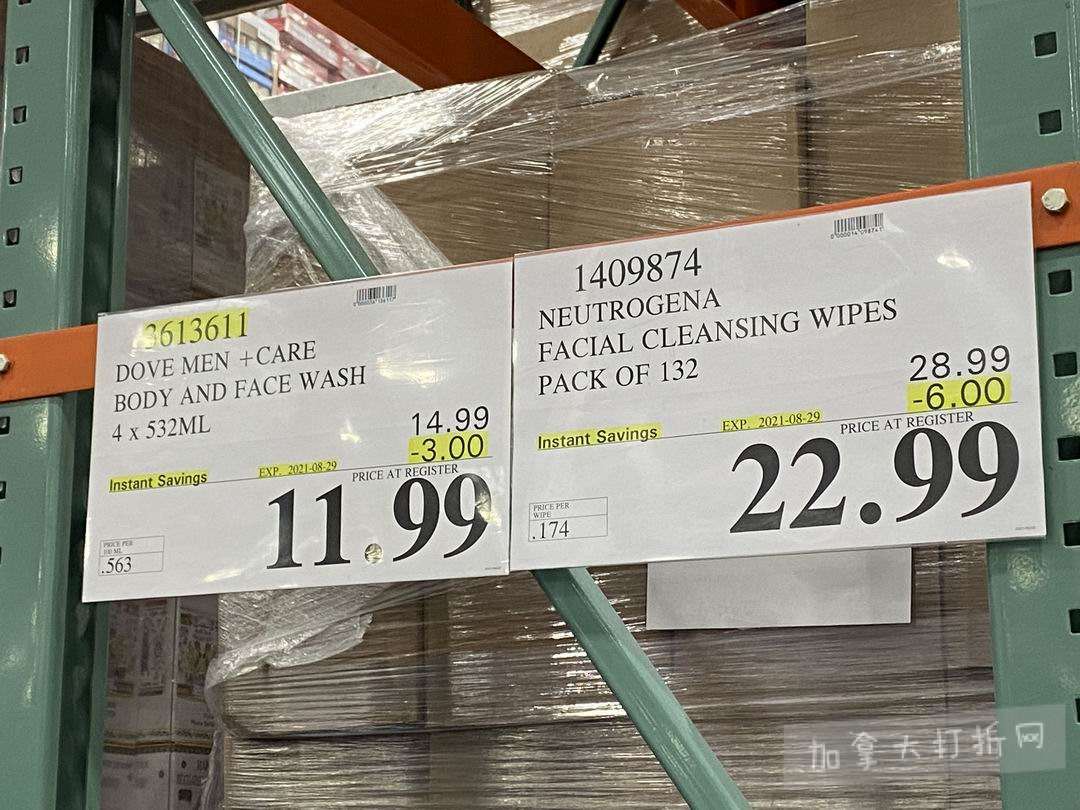 3613611
DOVE MEN +CARE
BODY AND FACE WASH
4 x 532ML
14.99
-3.00
Instant Savings
EXP. 2021-08-29
PRICE AT REGISTER
11.99
PRICE PER
100 ML
.563
1409874
NEUTROGENA
FACIAL CLEANSING WIPES
PACK OF 132
28.99
-6.00
Instant Savings
EXP. 2021-08-29
PRICE AT REGISTER
22.99
PRICE PER
WIPE
.174
加拿大打折网